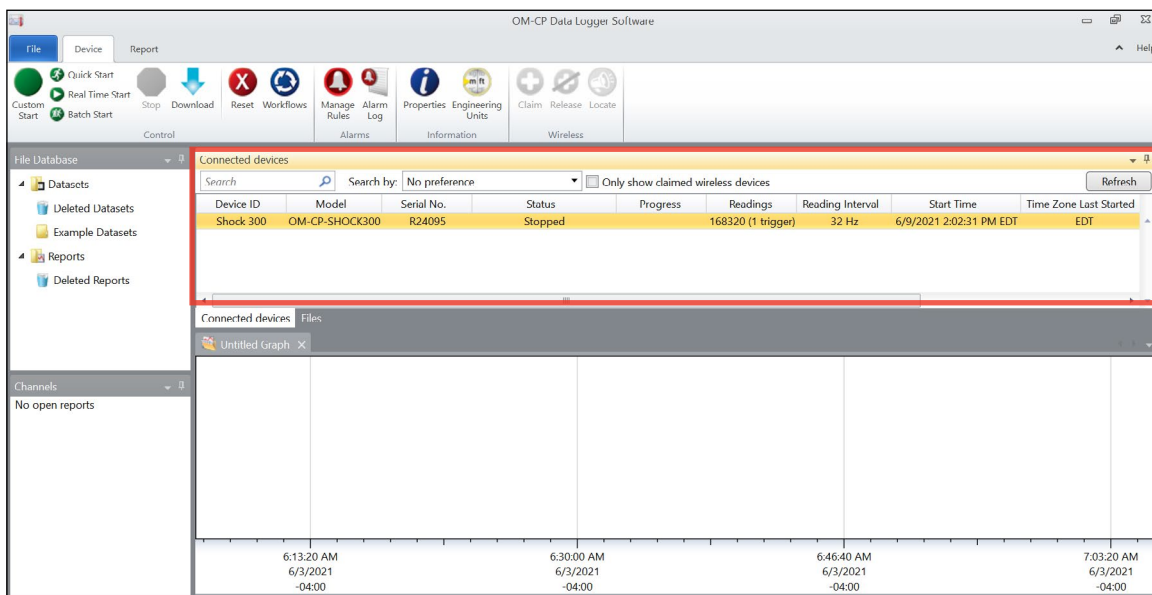 OM-CP Data Logger Software
File Device Report Help
Custom Start
Quick Start
Real Time Start
Batch Start
Stop
Download
Reset
Workflows
Manage Rules
Alarm Log
Properties
Engineering Units
Claim
Release
Locate
Control Alarms Information Wireless
File Database
Datasets
Deleted Datasets
Example Datasets
Reports
Deleted Reports
Connected devices
Search Search by: No preference Only show claimed wireless devices Refresh
Device ID Model Serial No. Status Progress Readings Reading Interval Start Time Time Zone Last Started
Shock 300 OM-CP-SHOCK300 R24095 Stopped 168320 (1 trigger) 32 Hz 6/9/2021 2:02:31 PM EDT EDT
Connected devices Files
Untitled Graph
Channels
No open reports
6:13:20 AM 6:30:00 AM 6:46:40 AM 7:03:20 AM
6/3/2021 6/3/2021 6/3/2021 6/3/2021
-04:00 -04:00 -04:00 -04:00